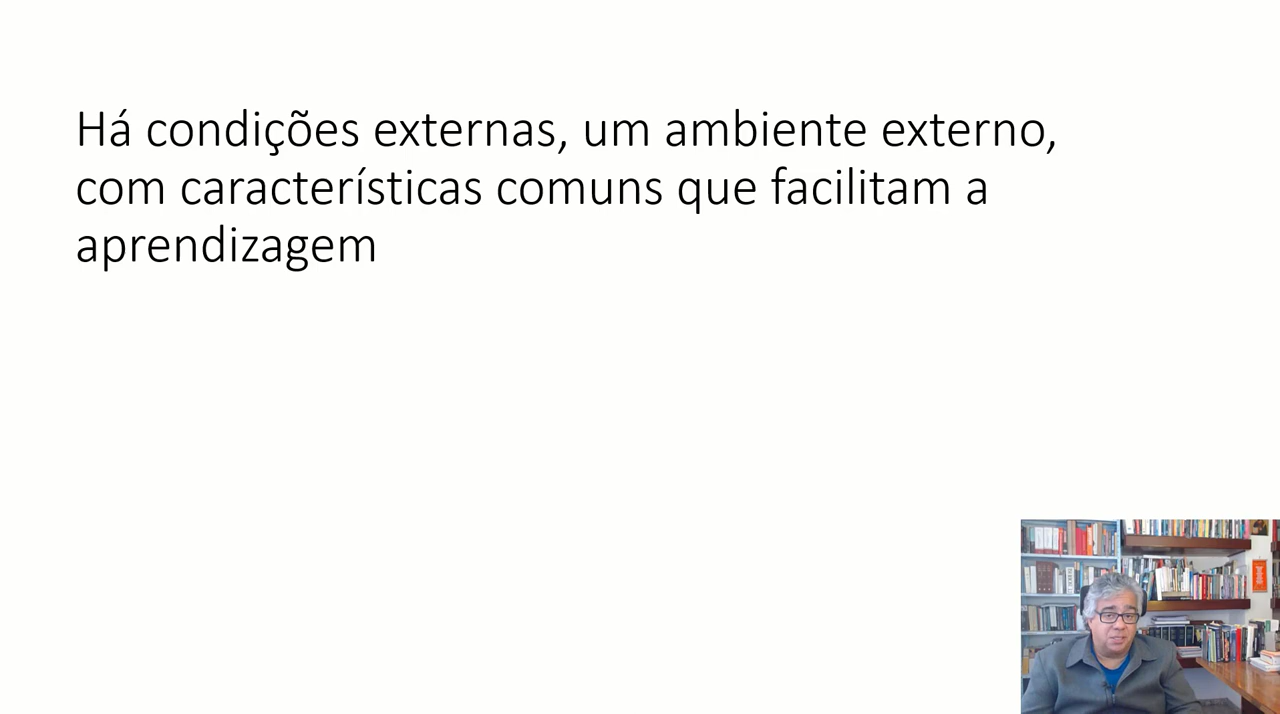 Há condições externas, um ambiente externo,
com características comuns que facilitam a
aprendizagem